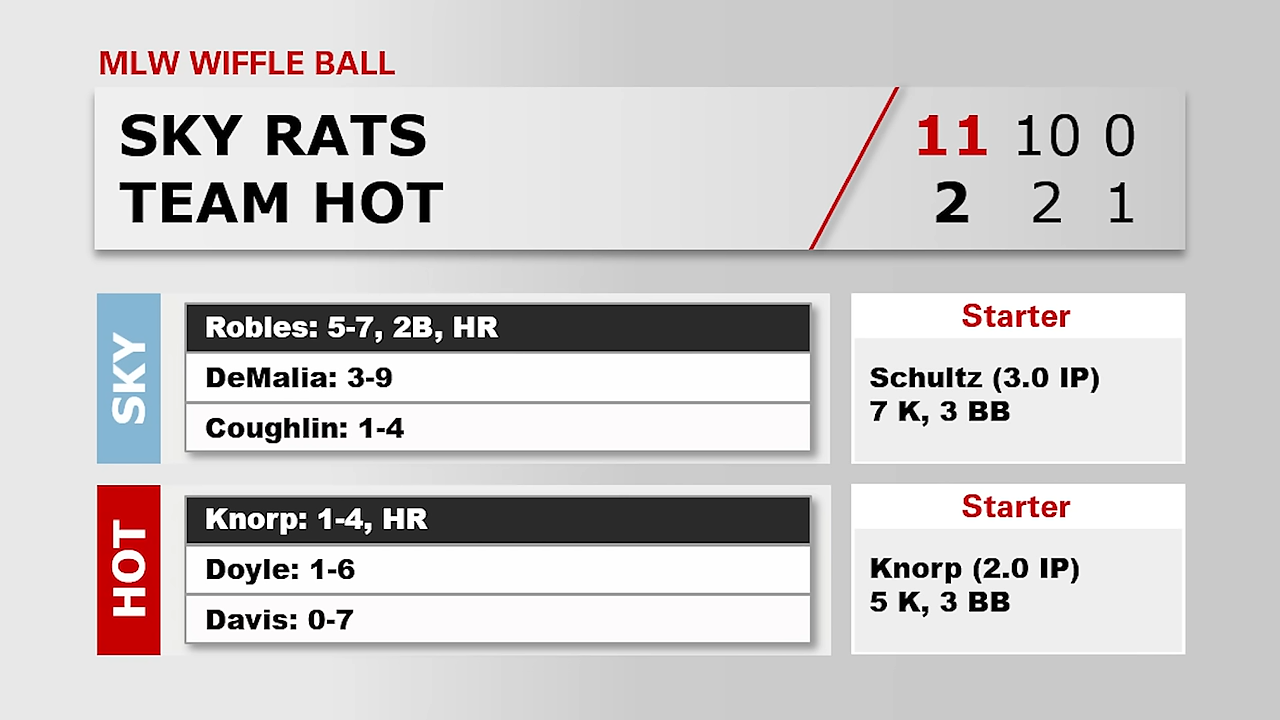 MLW WIFFLE BALL
SKY RATS 11 10 0
TEAM HOT 2 2 1
SKY
Robles: 5-7, 2B, HR
DeMalia: 3-9
Coughlin: 1-4
Starter
Schultz (3.0 IP)
7 K, 3 BB
HOT
Knorp: 1-4, HR
Doyle: 1-6
Davis: 0-7
Starter
Knorp (2.0 IP)
5 K, 3 BB